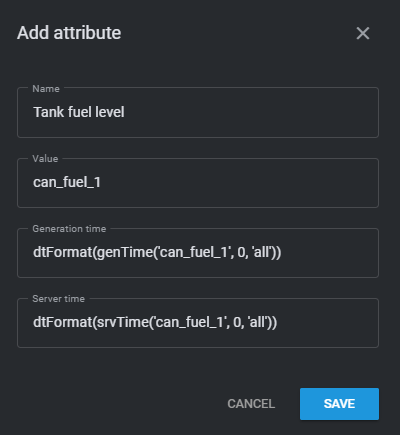 Add attribute
Name
Tank fuel level
Value
can_fuel_1
Generation time
dtFormat(genTime('can_fuel_1', 0, 'all'))
Server time
dtFormat(srvTime('can_fuel_1', 0, 'all'))
CANCEL SAVE